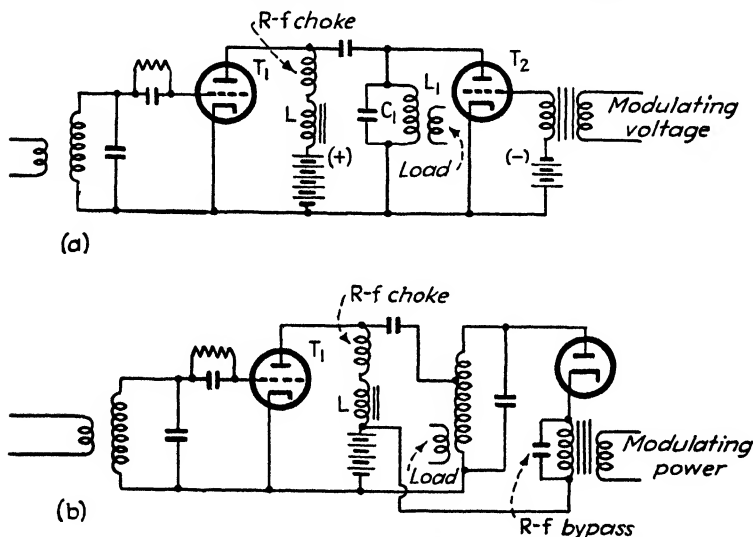 R-f choke
T1
T2
L
L1
C1
(+)
Load
(-)
Modulating
voltage
(a)
R-f choke
T1
L
Load
Modulating
power
R-f bypass
(b)